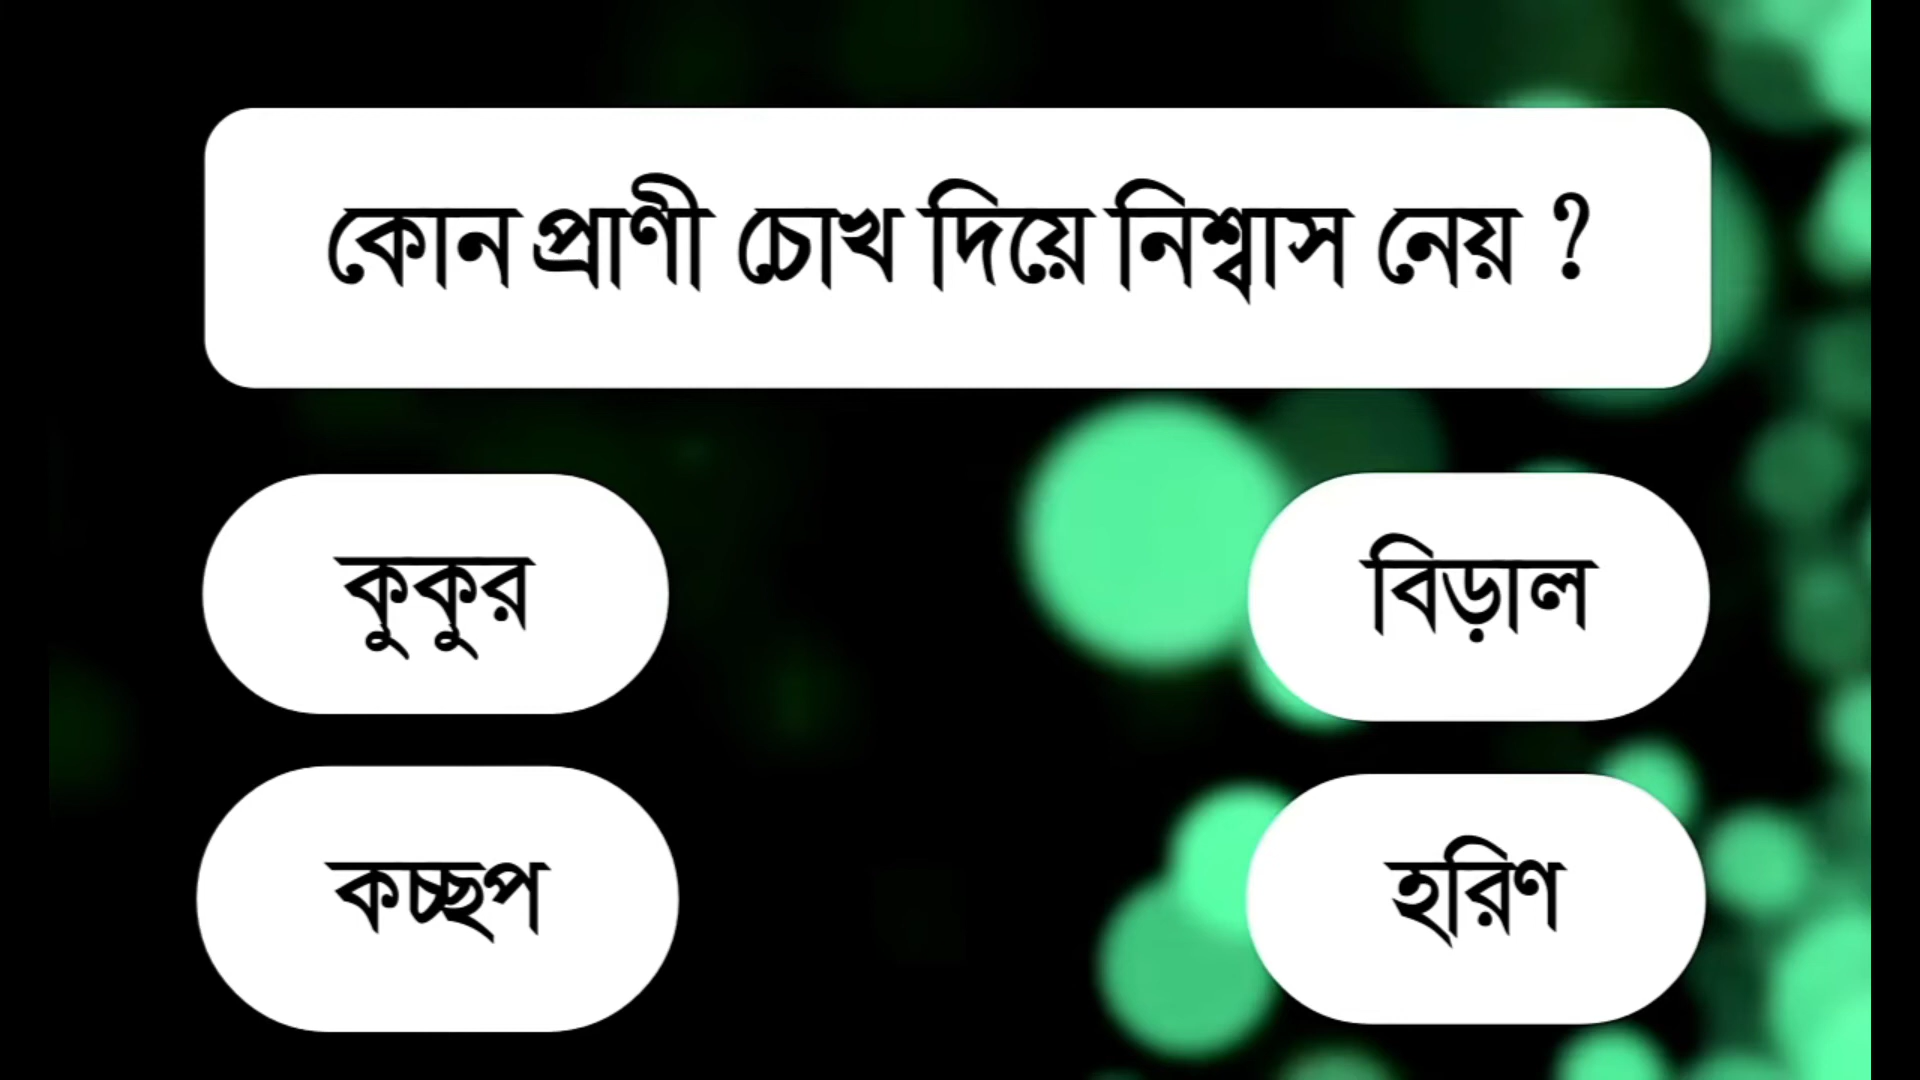 কোন প্রাণী চোখ দিয়ে নিশ্বাস নেয় ?
কুকুর
বিড়াল
কচ্ছপ
হরিণ